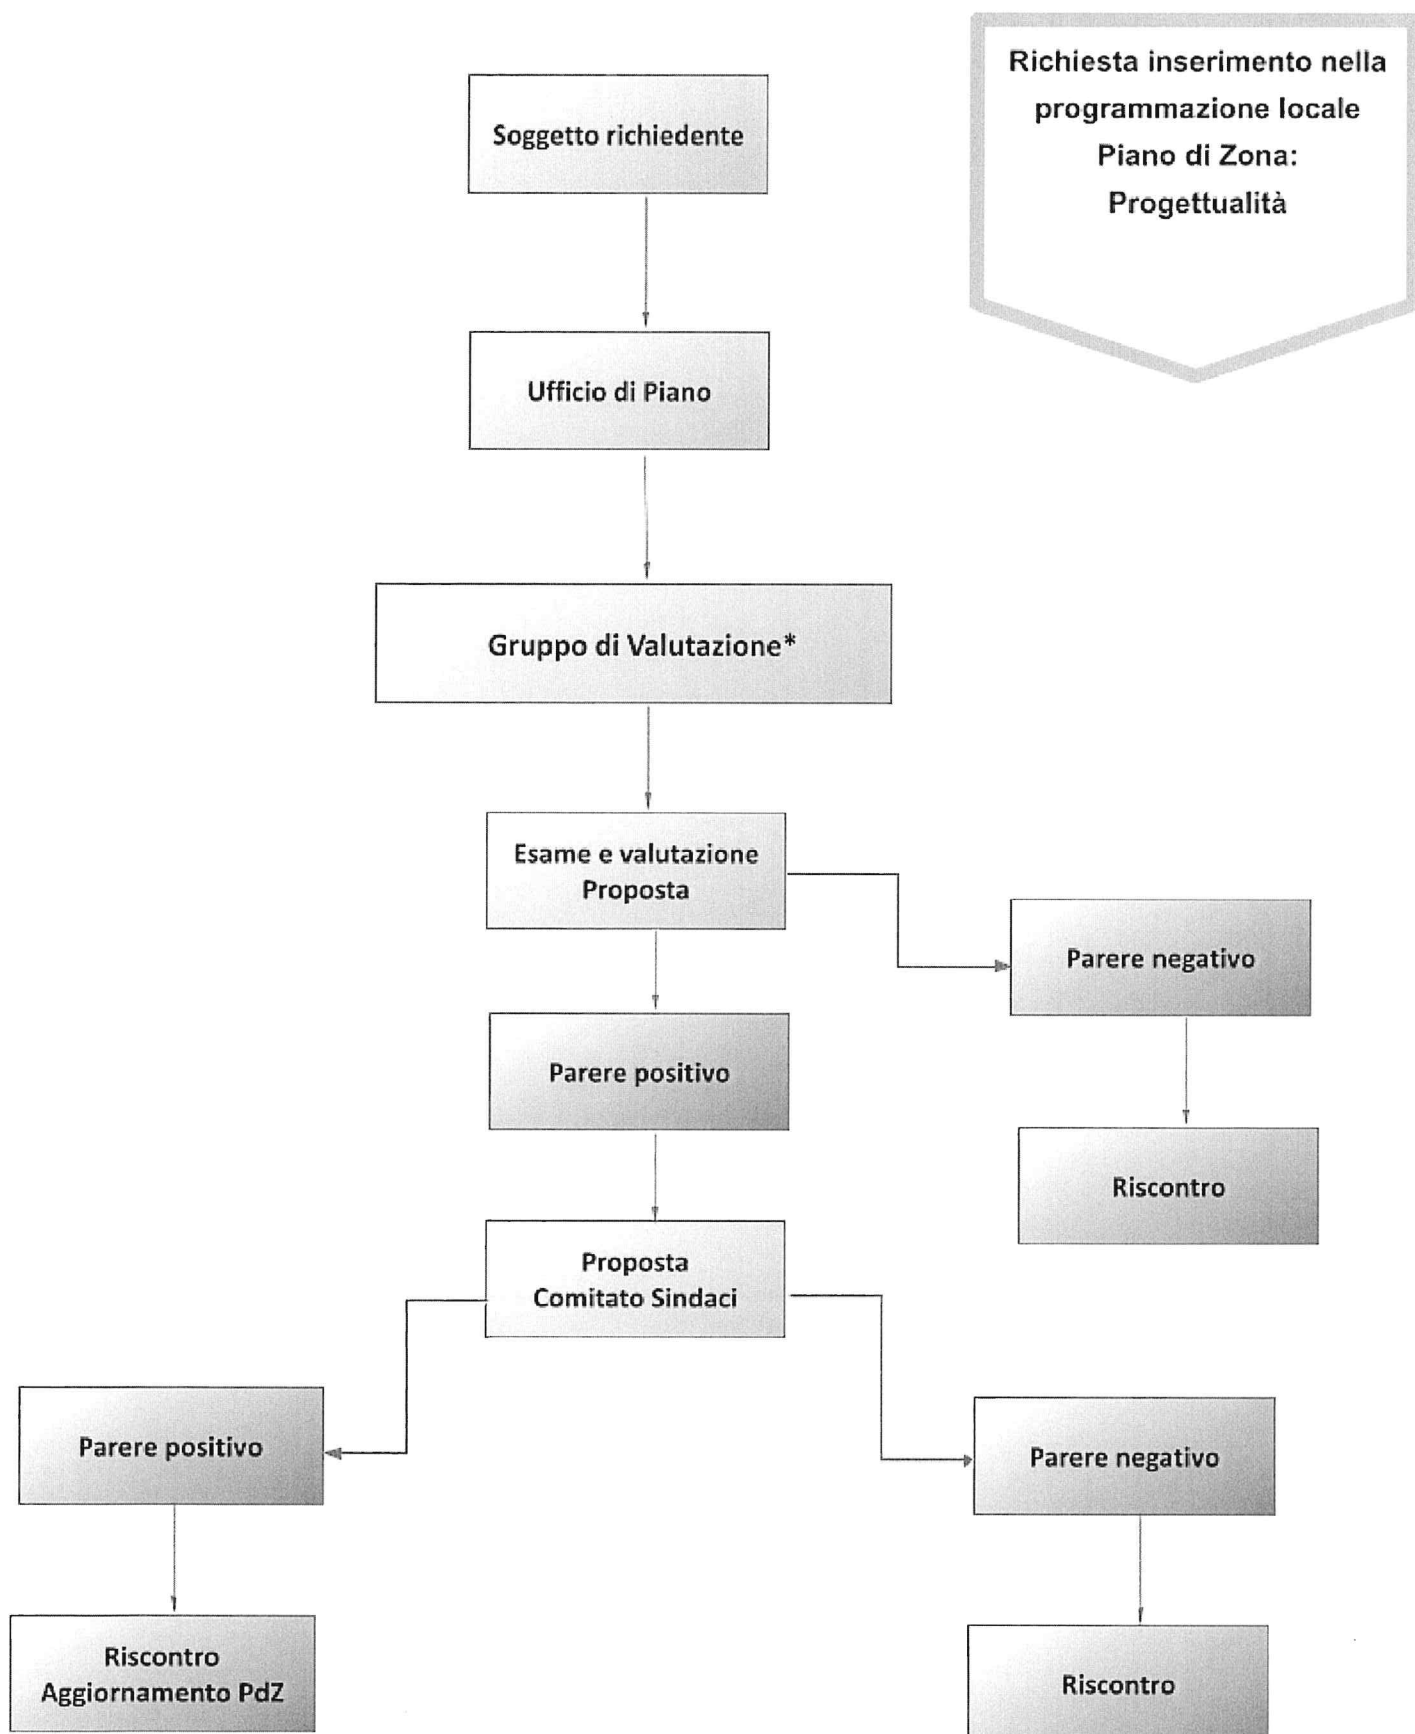 Richiesta inserimento nella
programmazione locale
Piano di Zona:
Progettualità
Soggetto richiedente
Ufficio di Piano
Gruppo di Valutazione*
Esame e valutazione
Proposta
Parere negativo
Parere positivo
Riscontro
Proposta
Comitato Sindaci
Parere positivo
Parere negativo
Riscontro
Aggiornamento PdZ
Riscontro